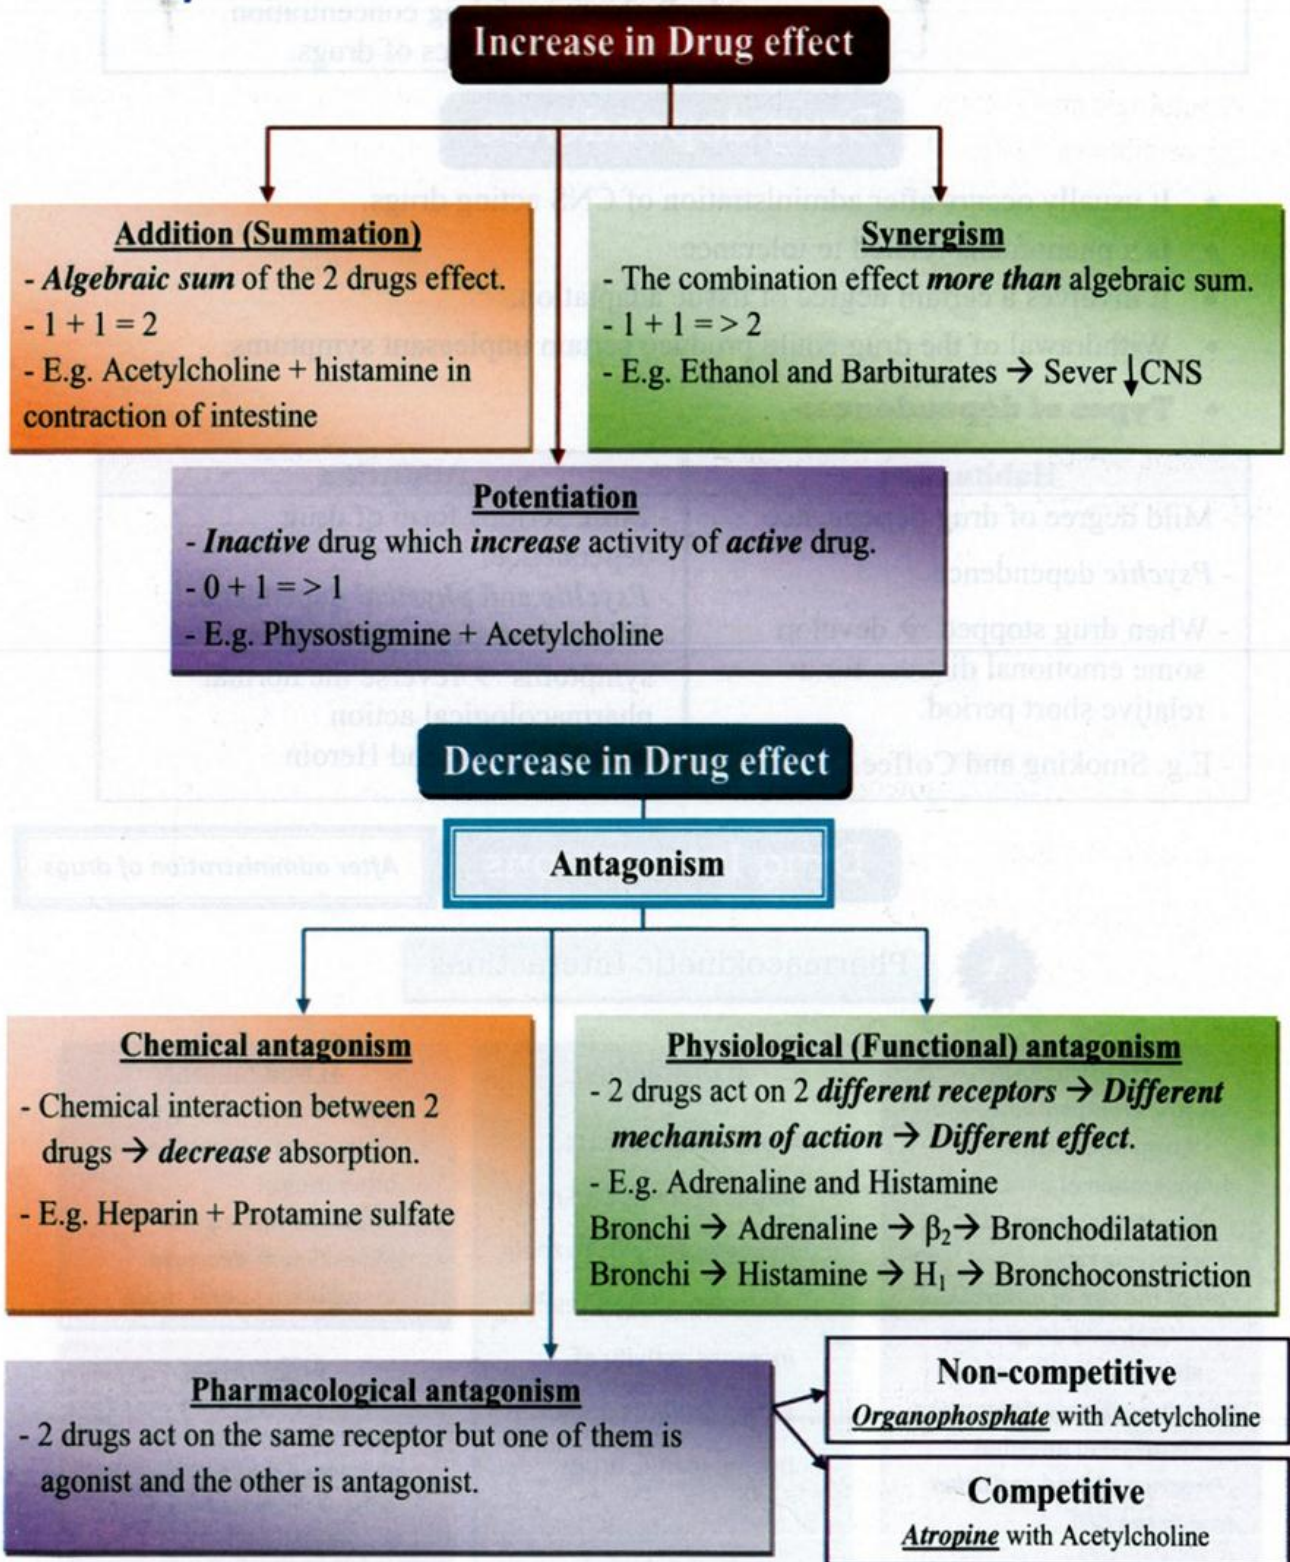 Increase in Drug effect
Addition (Summation)
- Algebraic sum of the 2 drugs effect.
- 1 + 1 = 2
- E.g. Acetylcholine + histamine in
contraction of intestine
Synergism
- The combination effect more than algebraic sum.
- 1 + 1 = > 2
- E.g. Ethanol and Barbiturates → Sever ↓CNS
Potentiation
- Inactive drug which increase activity of active drug.
- 0 + 1 = > 1
- E.g. Physostigmine + Acetylcholine
Decrease in Drug effect
Antagonism
Chemical antagonism
- Chemical interaction between 2
drugs → decrease absorption.
- E.g. Heparin + Protamine sulfate
Physiological (Functional) antagonism
- 2 drugs act on 2 different receptors → Different
mechanism of action → Different effect.
- E.g. Adrenaline and Histamine
Bronchi → Adrenaline → β₂→ Bronchodilatation
Bronchi → Histamine → H₁ → Bronchoconstriction
Pharmacological antagonism
- 2 drugs act on the same receptor but one of them is
agonist and the other is antagonist.
Non-competitive
Organophosphate with Acetylcholine
Competitive
Atropine with Acetylcholine